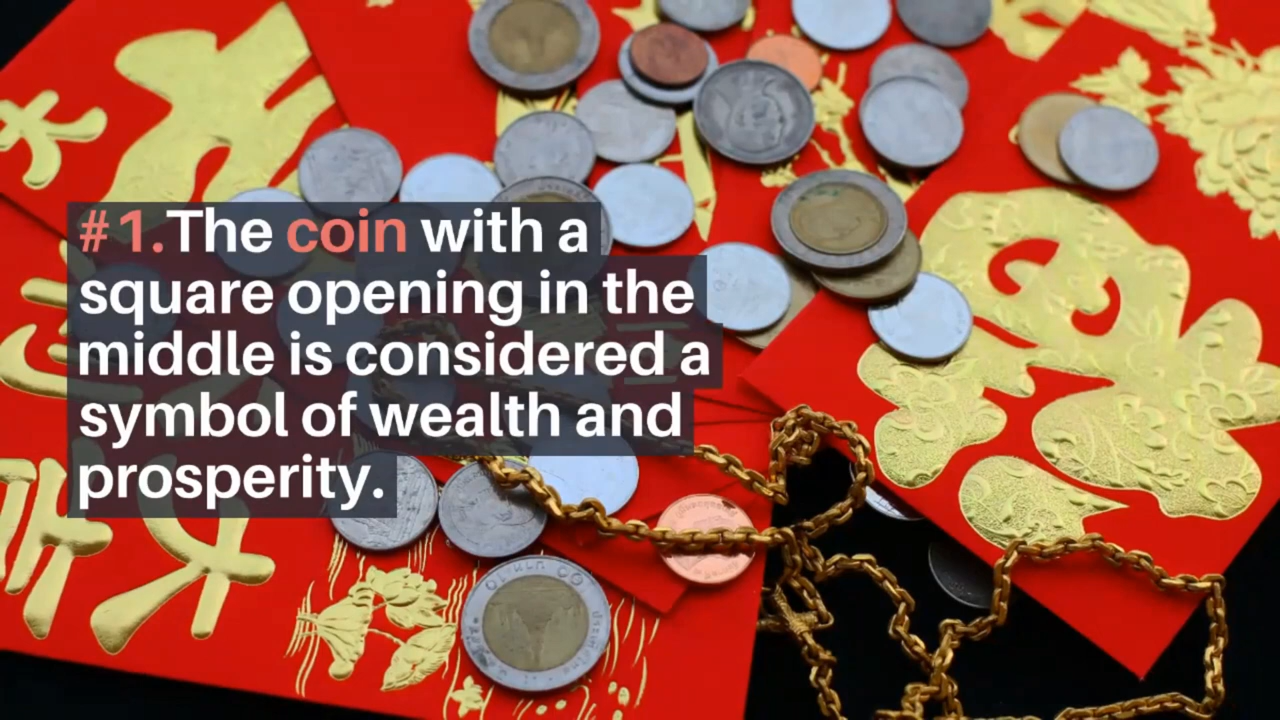 #1.The coin with a
square opening in the
middle is considered a
symbol of wealth and
prosperity.